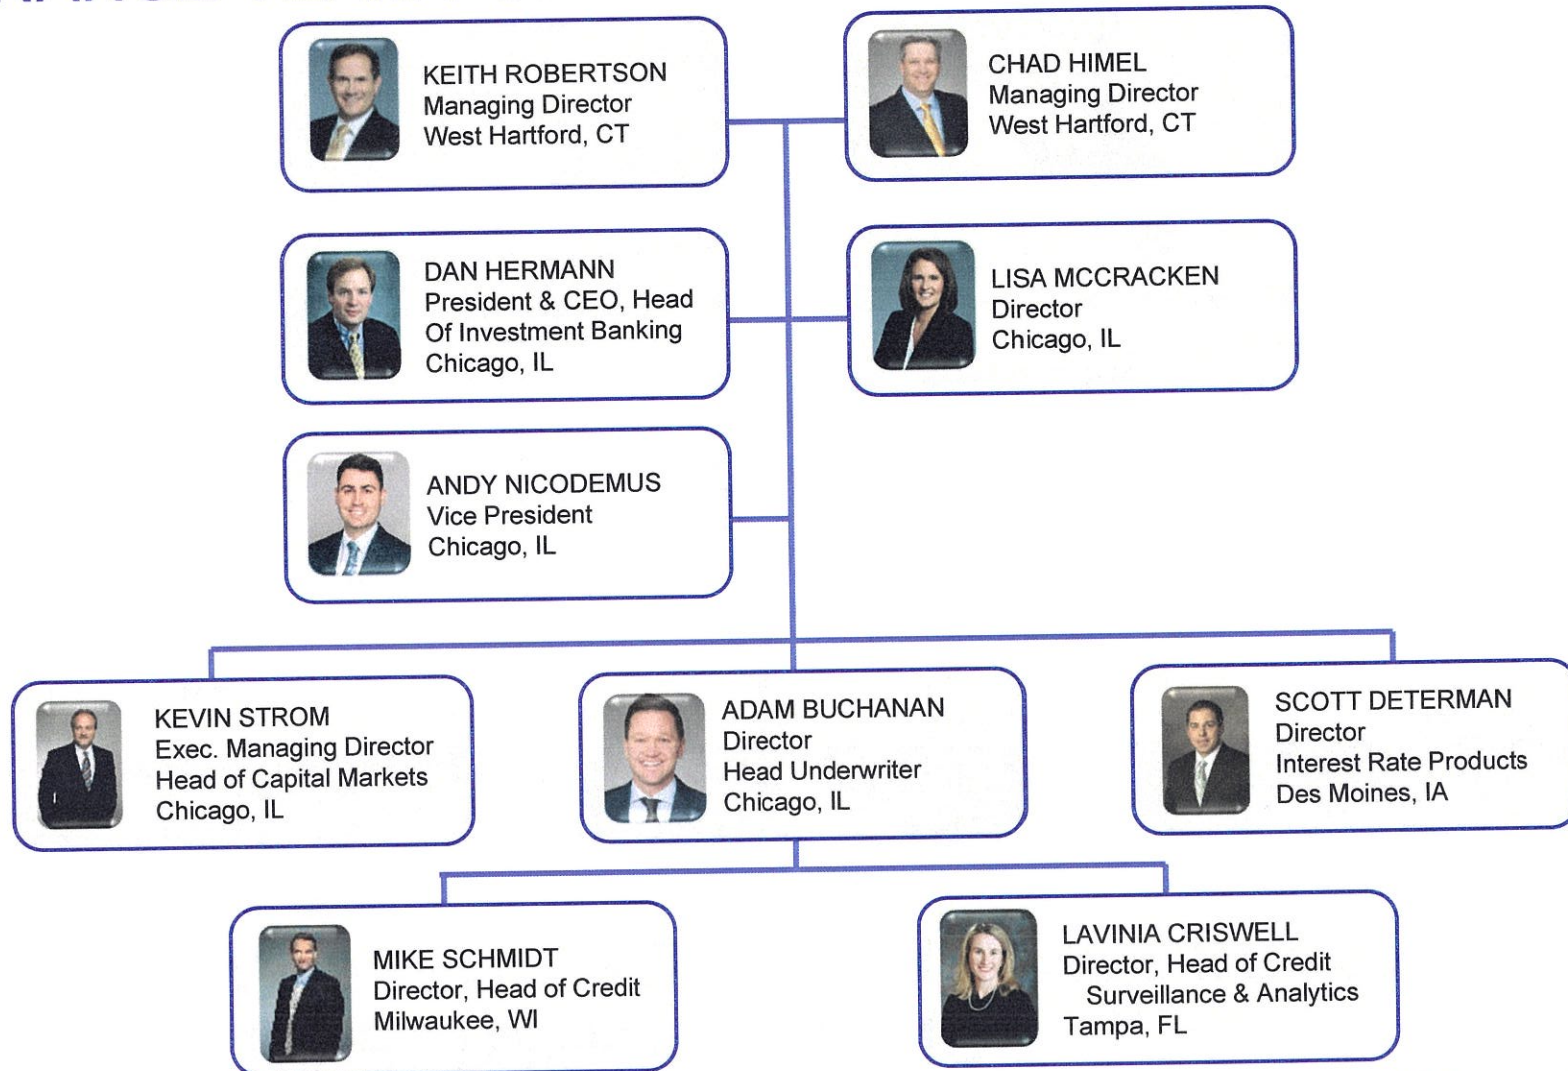 KEITH ROBERTSON
Managing Director
West Hartford, CT
CHAD HIMEL
Managing Director
West Hartford, CT
DAN HERMANN
President & CEO, Head
Of Investment Banking
Chicago, IL
LISA MCCRACKEN
Director
Chicago, IL
ANDY NICODEMUS
Vice President
Chicago, IL
KEVIN STROM
Exec. Managing Director
Head of Capital Markets
Chicago, IL
ADAM BUCHANAN
Director
Head Underwriter
Chicago, IL
SCOTT DETERMAN
Director
Interest Rate Products
Des Moines, IA
MIKE SCHMIDT
Director, Head of Credit
Milwaukee, WI
LAVINIA CRISWELL
Director, Head of Credit
Surveillance & Analytics
Tampa, FL